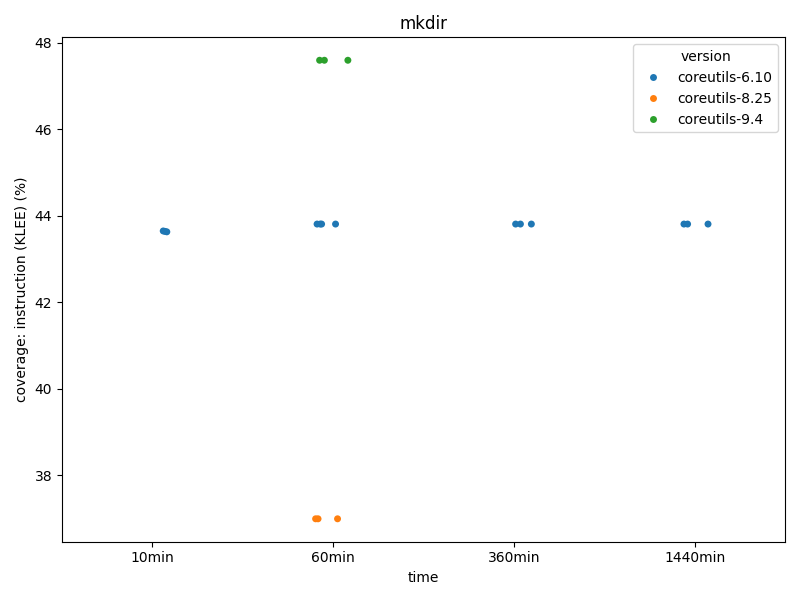 mkdir
48
46
44
42
40
38
coverage: instruction (KLEE) (%)
version
coreutils-6.10
coreutils-8.25
coreutils-9.4
10min
60min
360min
1440min
time